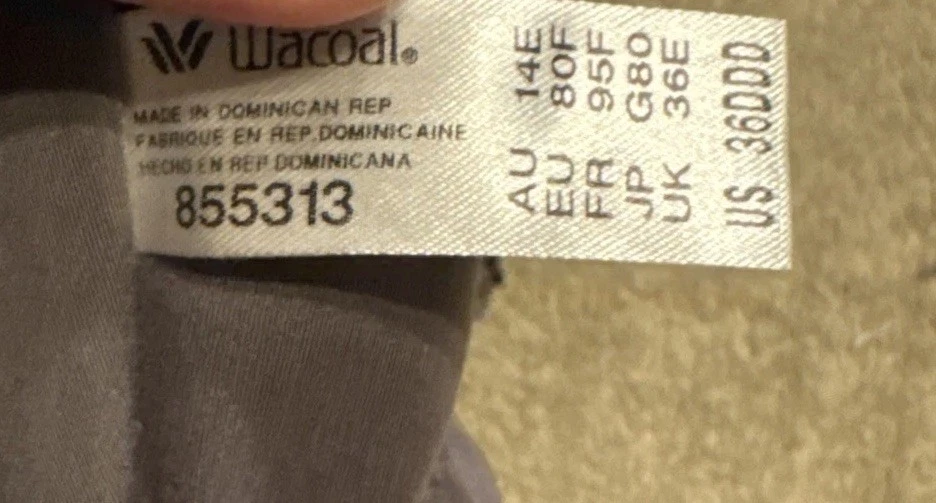 Wacoal®
MADE IN DOMINICAN REP
FABRIQUE EN REP.DOMINICAINE
HECHO EN REP DOMINICANA
855313
AU 14E
EU 80F
FR 95F
JP G80
UK 36E
US 36DDD